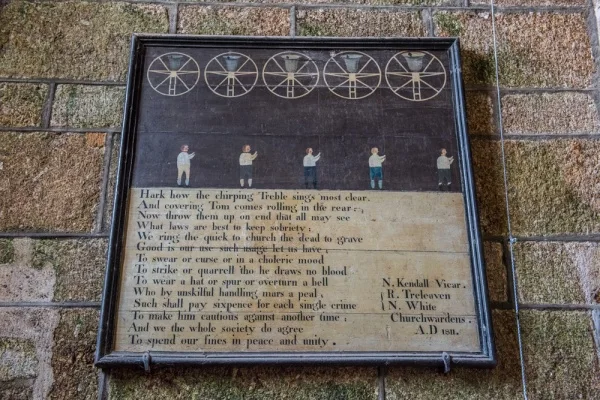 Hark how the chirping Treble sings most clear.
And covering Tom comes rolling in the rear:
Now throw them up on end that all may see
What laws are best to keep sobriety:
We ring the quick to church the dead to grave
Good is our use such usage let us have.
To swear or curse or in a choleric mood
To strike or quarrell tho he draws no blood
To wear a hat or spur or overturn a bell
Who by unskilful handling mars a peal.
Such shall pay sixpence for each single crime
To make him cautious against another time:
And we the whole society do agree
To spend our fines in peace and unity.
N. Kendall Vicar.
R. Treleaven
N. White
Churchwardens.
A.D